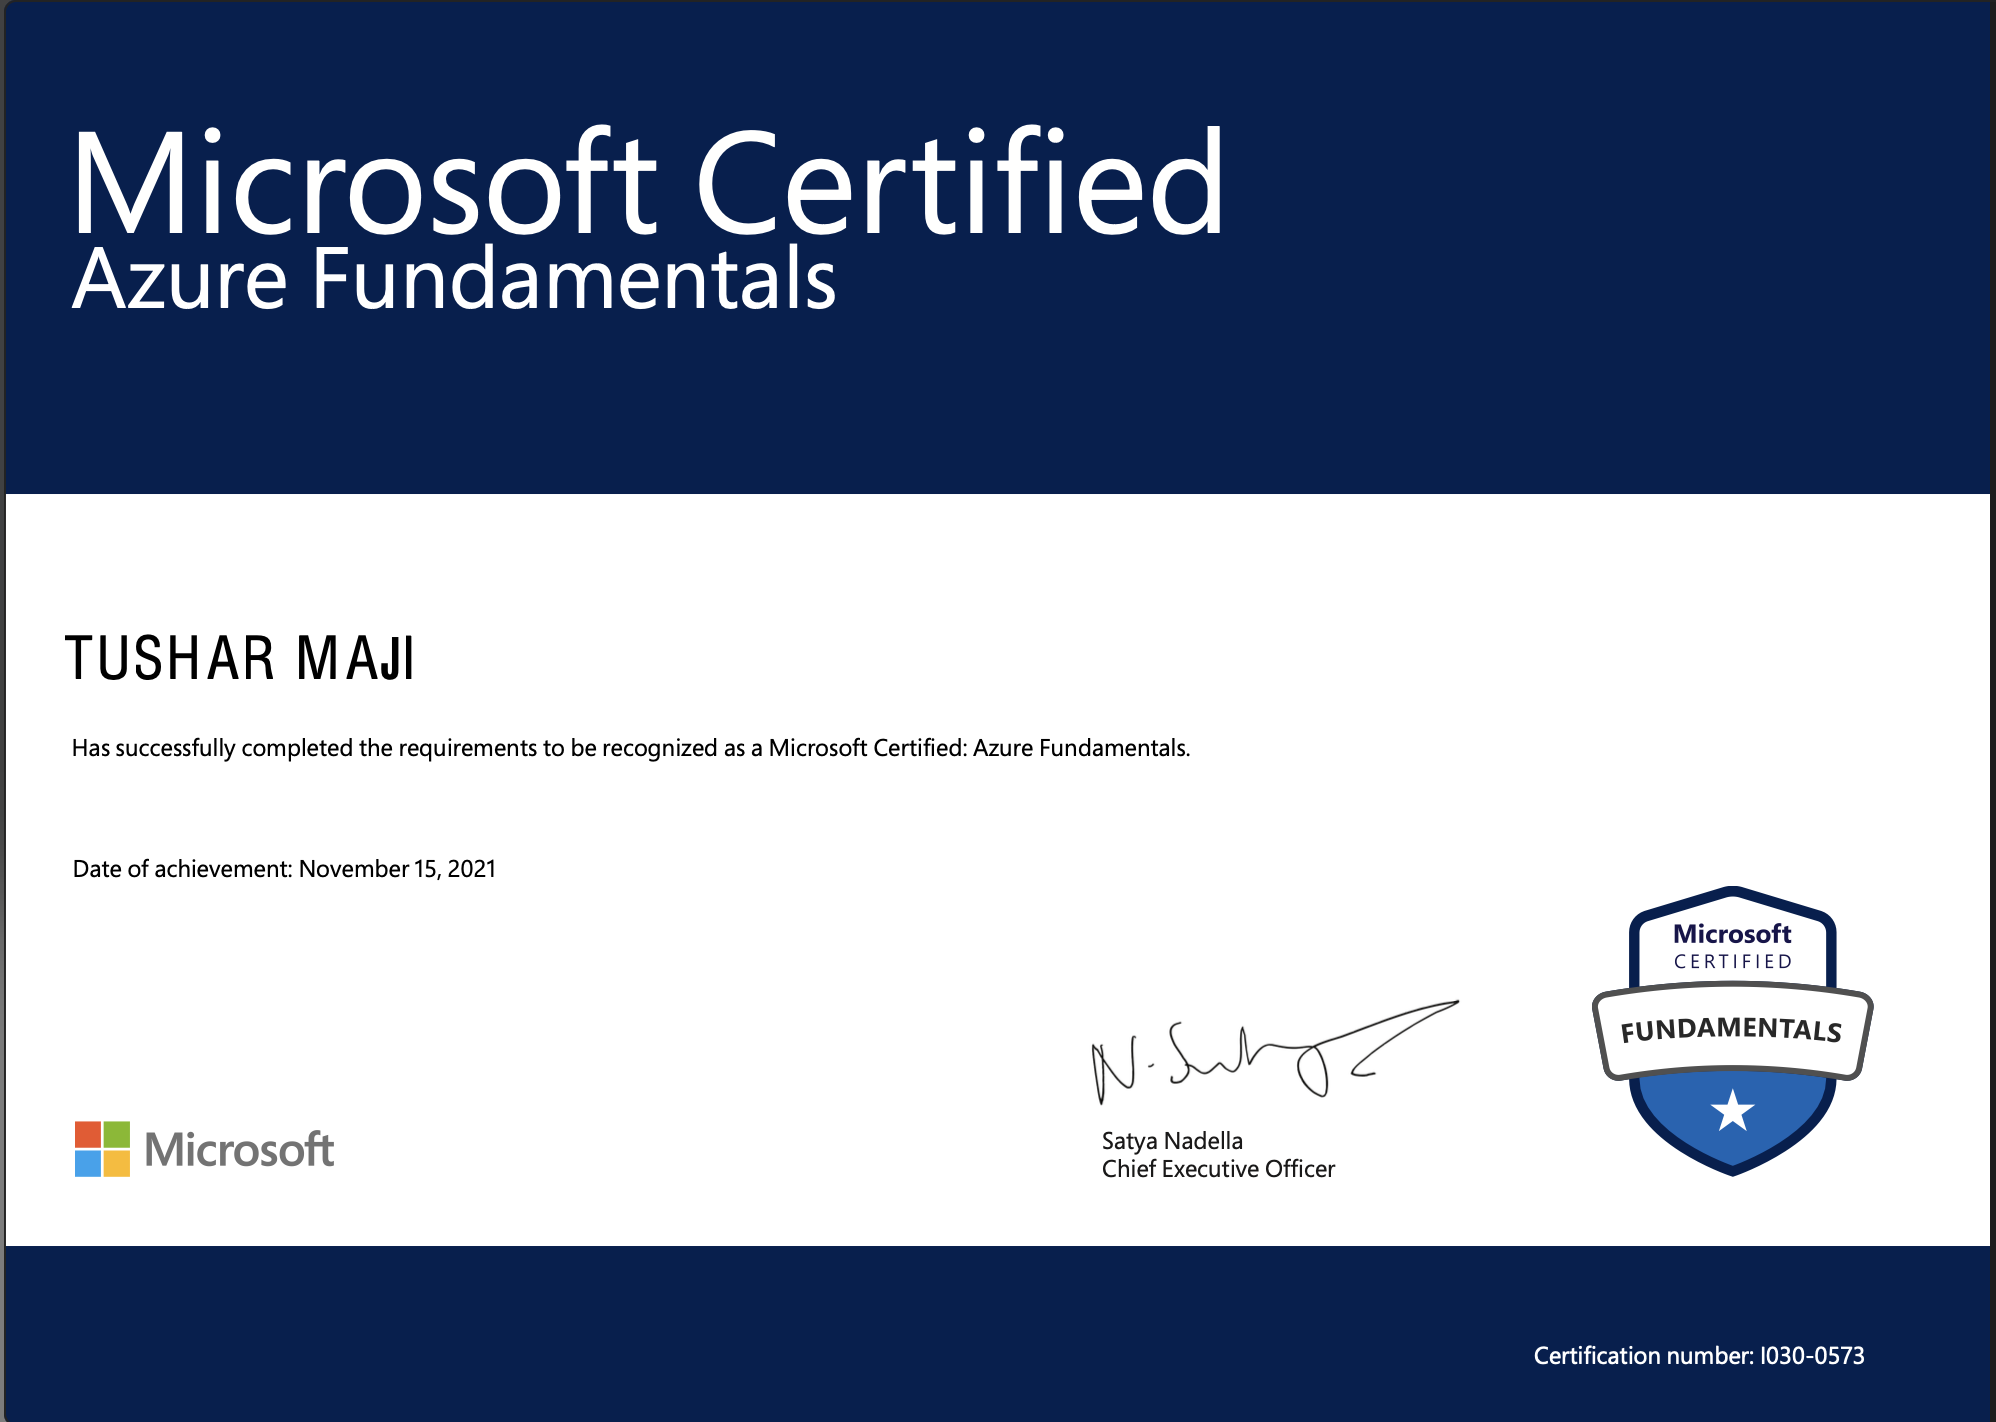 Microsoft Certified
Azure Fundamentals
TUSHAR MAJI
Has successfully completed the requirements to be recognized as a Microsoft Certified: Azure Fundamentals.
Date of achievement: November 15, 2021
Microsoft
CERTIFIED
FUNDAMENTALS
N. Satya
Satya Nadella
Chief Executive Officer
Microsoft
Certification number: I030-0573